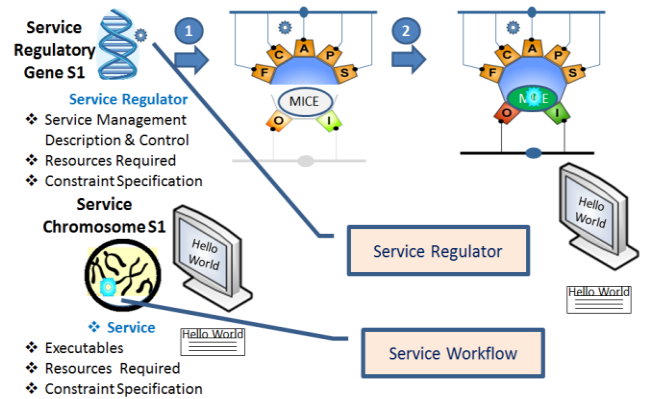 Service
Regulatory
Gene S1
1
2
F
C
A
P
S
MICE
O
I
F
C
A
P
S
O
I
Service Regulator
❖ Service Management
Description & Control
❖ Resources Required
❖ Constraint Specification
Service
Chromosome S1
Hello
World
Hello World
❖ Service
❖ Executables
❖ Resources Required
❖ Constraint Specification
Service Regulator
Service Workflow
Hello
World
Hello World